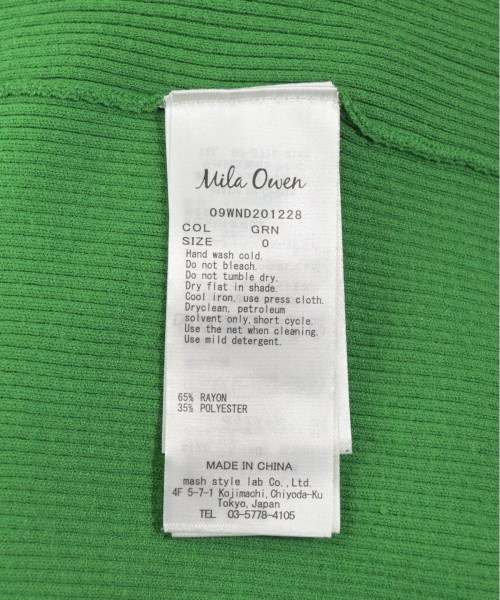 Mila Owen
09WND201228
COL GRN
SIZE 0
Hand wash cold.
Do not bleach.
Do not tumble dry.
Dry flat in shade.
Cool iron, use press cloth.
Dryclean, petroleum
solvent only, short cycle.
Use the net when cleaning.
Use mild detergent.
65% RAYON
35% POLYESTER
MADE IN CHINA
mash style lab Co.,Ltd.
4F 5-7-1 Kojimachi,Chiyoda-Ku
Tokyo,Japan
TEL 03-5778-4105